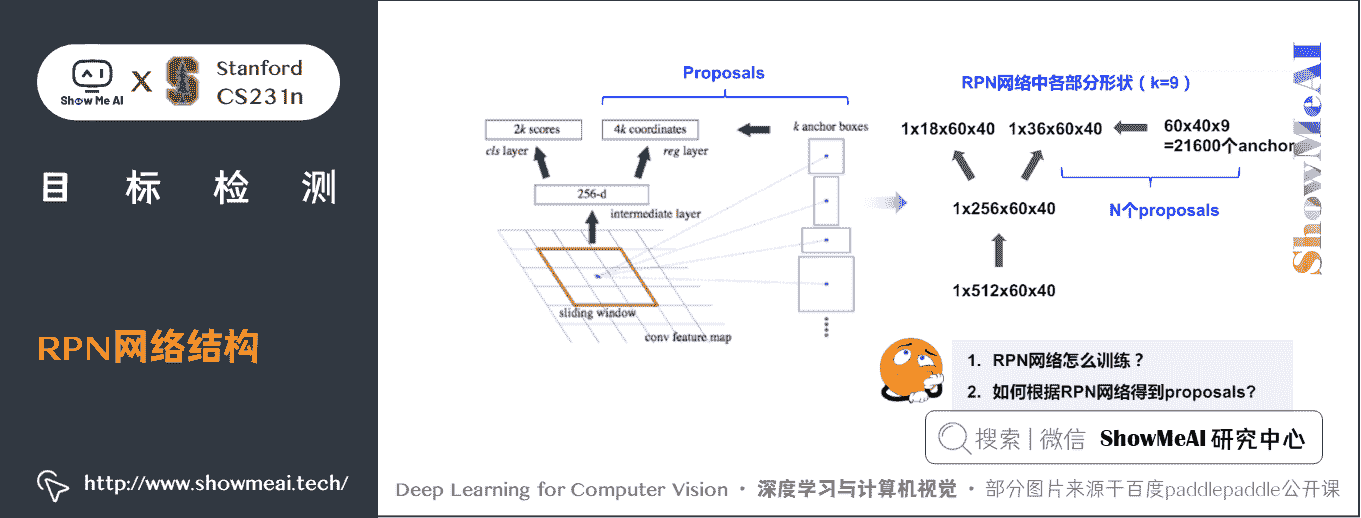 Show Me AI
X
S
Stanford
CS231n
目标检测
RPN网络结构
http://www.showmeai.tech/
Proposals
2k scores
4k coordinates
k anchor boxes
cls layer
reg layer
256-d
intermediate layer
sliding window
conv feature map
RPN网络中各部分形状（k=9）
1x18x60x40
1x36x60x40
60x40x9
=21600个anchor
1x256x60x40
N个proposals
1x512x60x40
ShowMeAI
1. RPN网络怎么训练？
2. 如何根据RPN网络得到proposals?
搜索 | 微信 ShowMeAI 研究中心
Deep Learning for Computer Vision · 深度学习与计算机视觉 · 部分图片来源于百度paddlepaddle公开课